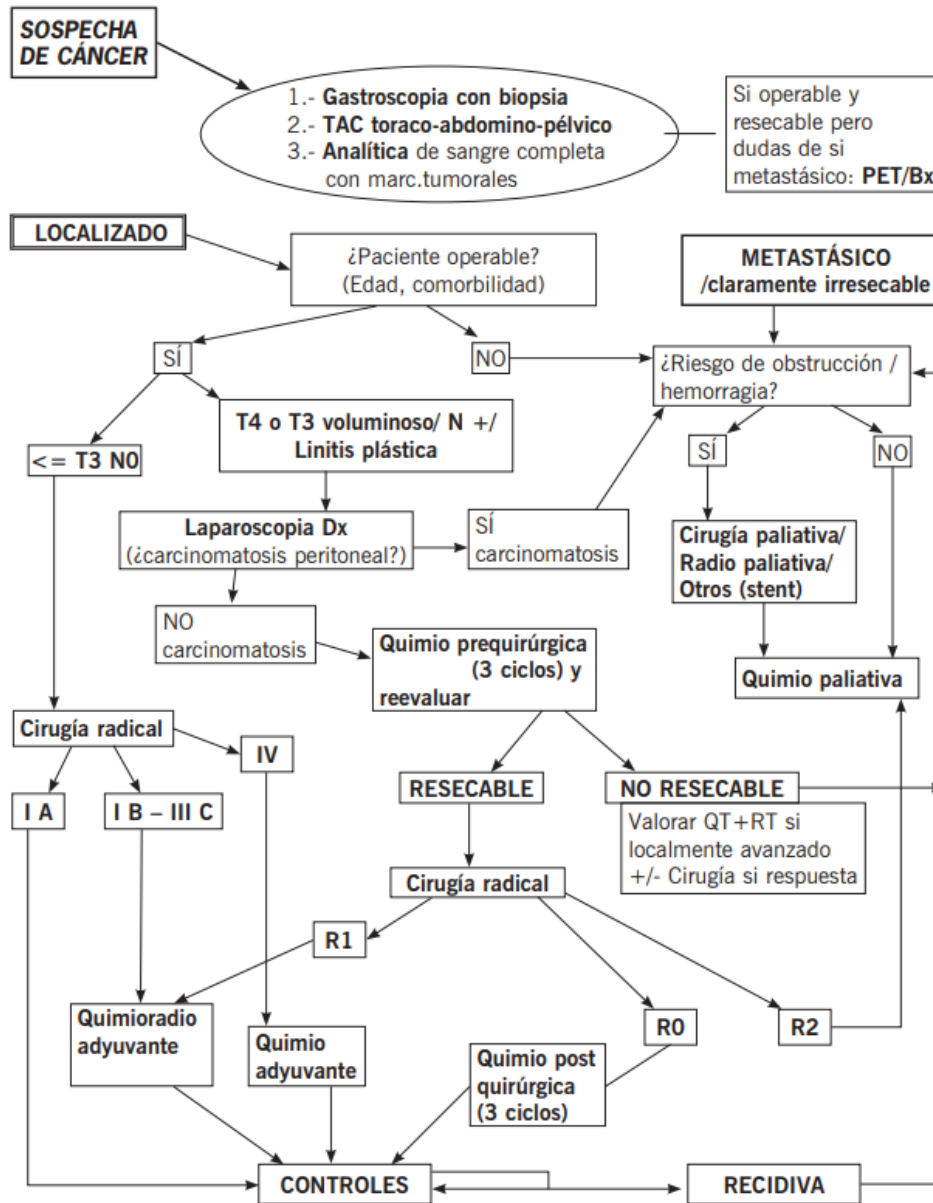 SOSPECHA
DE CÁNCER
1.- Gastroscopia con biopsia
2.- TAC toraco-abdomino-pélvico
3.- Analítica de sangre completa
con marc.tumorales
Si operable y
resecable pero
dudas de si
metastásico: PET/Bx
LOCALIZADO
¿Paciente operable?
(Edad, comorbilidad)
METASTÁSICO
/claramente irresecable
SÍ
NO
¿Riesgo de obstrucción /
hemorragia?
T4 o T3 voluminoso/ N +/
Linitis plástica
<= T3 N0
SÍ
NO
Laparoscopia Dx
(¿carcinomatosis peritoneal?)
SÍ
carcinomatosis
Cirugía paliativa/
Radio paliativa/
Otros (stent)
NO
carcinomatosis
Quimio prequirúrgica
(3 ciclos) y
reevaluar
Quimio paliativa
Cirugía radical
IV
I A
I B – III C
RESECABLE
NO RESECABLE
Valorar QT+RT si
localmente avanzado
+/- Cirugía si respuesta
Cirugía radical
R1
R0
R2
Quimioradio
adyuvante
Quimio
adyuvante
Quimio post
quirúrgica
(3 ciclos)
CONTROLES
RECIDIVA